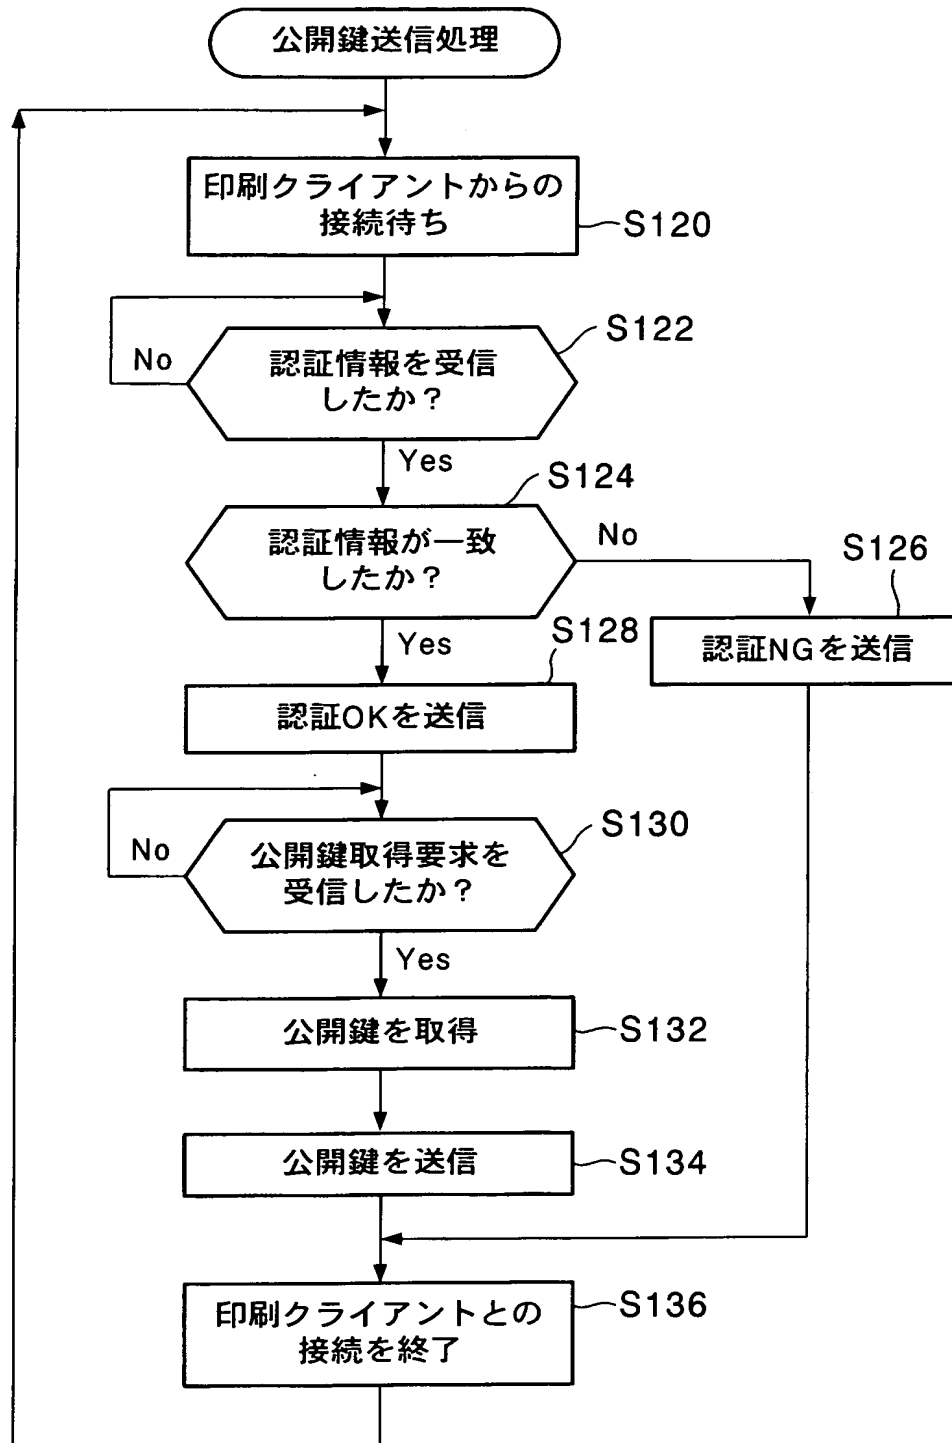 公開鍵送信処理
印刷クライアントからの
接続待ち
S120
S122
No
認証情報を受信
したか？
Yes
S124
認証情報が一致
したか？
No
S126
Yes
S128
認証NGを送信
認証OKを送信
S130
No
公開鍵取得要求を
受信したか？
Yes
公開鍵を取得
S132
公開鍵を送信
S134
印刷クライアントとの
接続を終了
S136